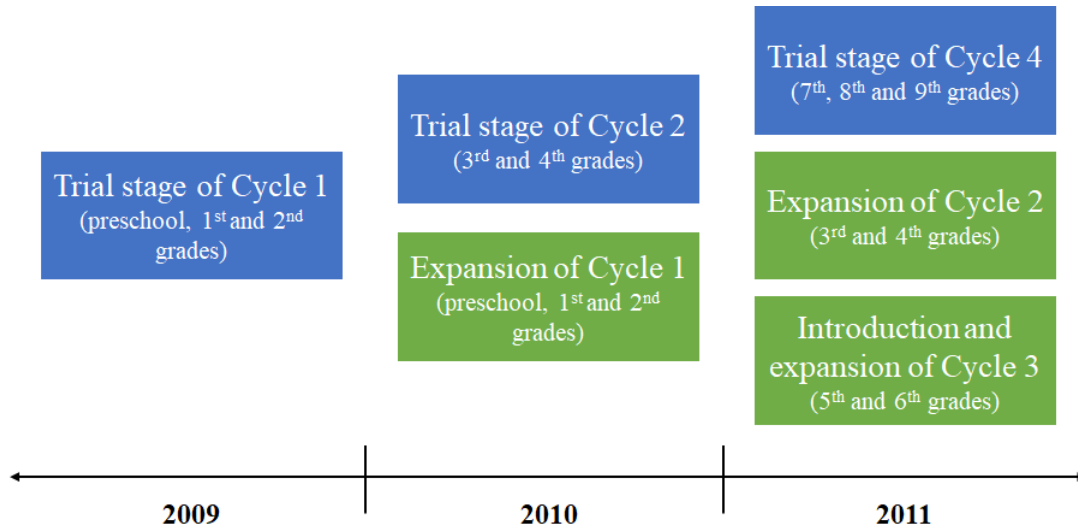 Trial stage of Cycle 1
(preschool, 1st and 2nd
grades)
Trial stage of Cycle 2
(3rd and 4th grades)
Expansion of Cycle 1
(preschool, 1st and 2nd
grades)
Trial stage of Cycle 4
(7th, 8th and 9th grades)
Expansion of Cycle 2
(3rd and 4th grades)
Introduction and
expansion of Cycle 3
(5th and 6th grades)
2009
2010
2011